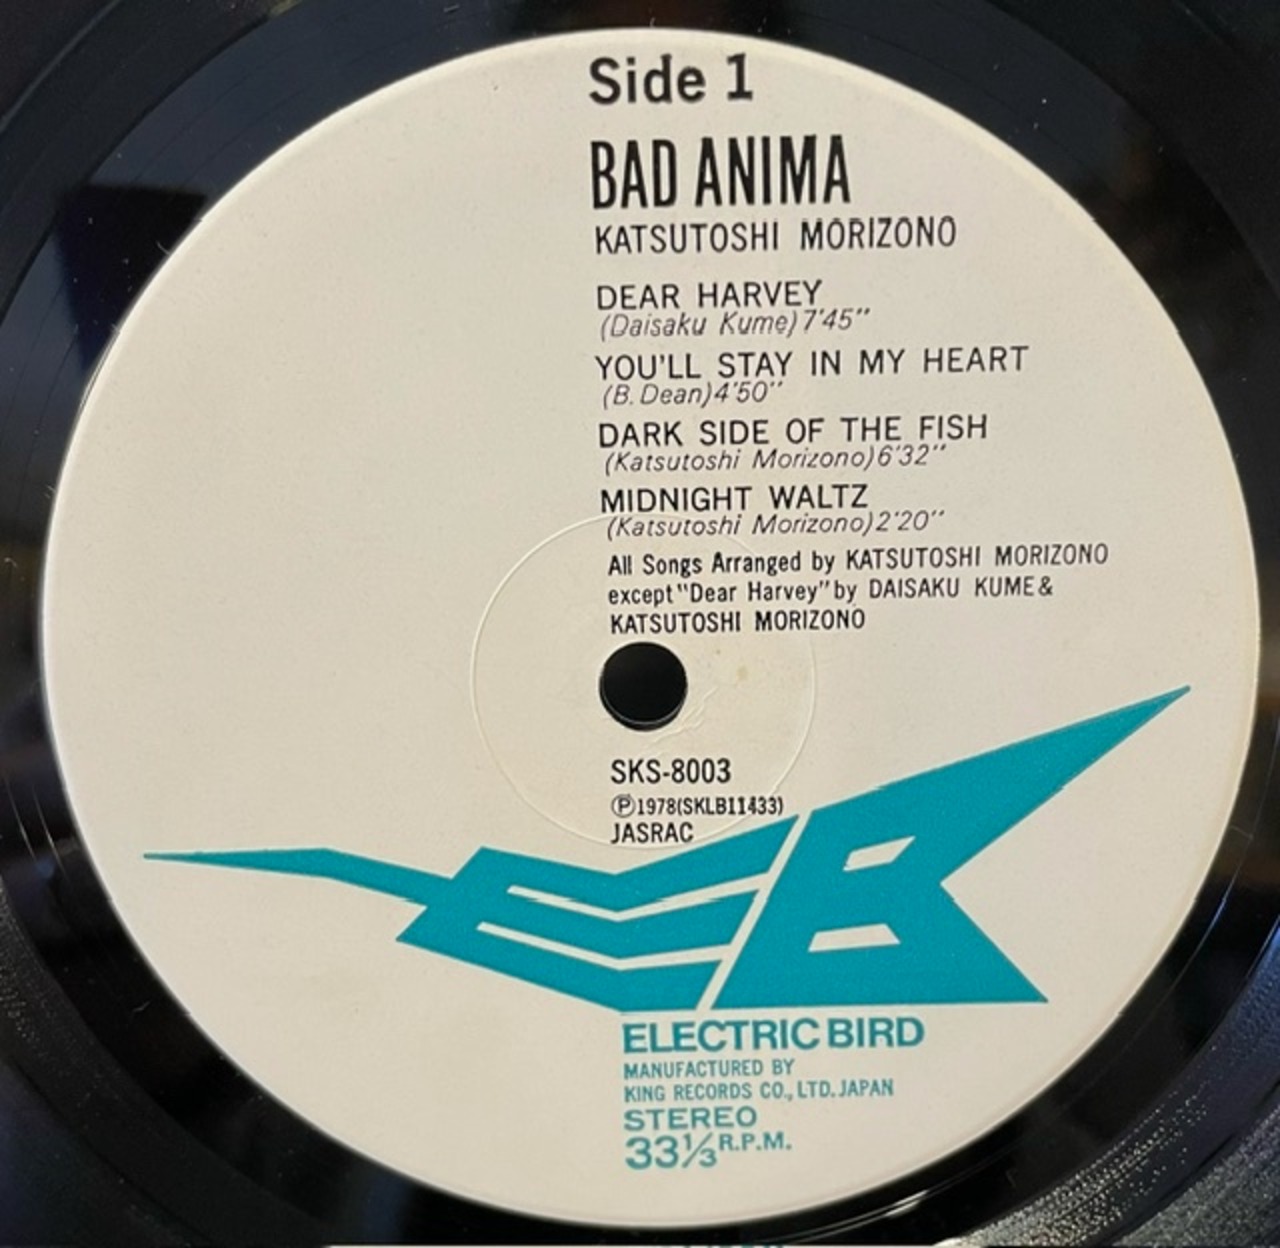 Side 1
BAD ANIMA
KATSUTOSHI MORIZONO
DEAR HARVEY
(Daisaku Kume) 7'45"
YOU'LL STAY IN MY HEART
(B. Dean) 4'50"
DARK SIDE OF THE FISH
(Katsutoshi Morizono) 6'32"
MIDNIGHT WALTZ
(Katsutoshi Morizono) 2'20"
All Songs Arranged by KATSUTOSHI MORIZONO
except "Dear Harvey" by DAISAKU KUME &
KATSUTOSHI MORIZONO
SKS-8003
Ⓟ1978(SKLB11433)
JASRAC
EB
ELECTRIC BIRD
MANUFACTURED BY
KING RECORDS CO., LTD. JAPAN
STEREO
33⅓ R.P.M.